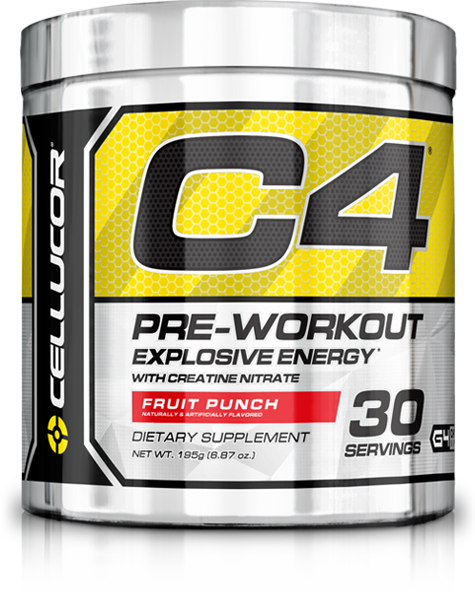 CELLUCOR®
C4®
PRE-WORKOUT
EXPLOSIVE ENERGY*
WITH CREATINE NITRATE
FRUIT PUNCH
NATURALLY & ARTIFICIALLY FLAVORED
DIETARY SUPPLEMENT
NET WT. 195g (6.87 oz.)
30
SERVINGS
G4